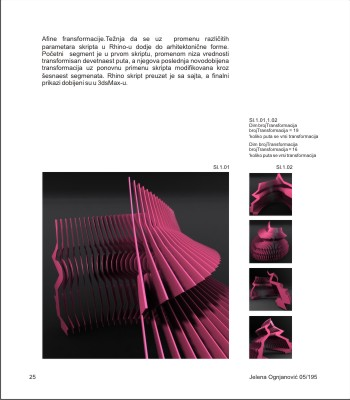 Afine transformacije.Težnja da se uz promenu različitih
parametara skripta u Rhino-u dodje do arhitektonične forme.
Početni segment je u prvom skriptu, promenom niza vrednosti
transformisan devetnaest puta, a njegova poslednja novodobijena
transformacija uz ponovnu primenu skripta modifikovana kroz
šesnaest segmenata. Rhino skript preuzet je sa sajta, a finalni
prikazi dobijeni su u 3dsMax-u.
Sl.1.01,1.02
Dim brojTransformacija
brojTransformacija = 19
'koliko puta se vrsi transformacija
Dim brojTransformacija
brojTransformacija = 16
'koliko puta se vrsi transformacija
Sl.1.01
Sl.1.02
25
Jelena Ognjanović 05/195